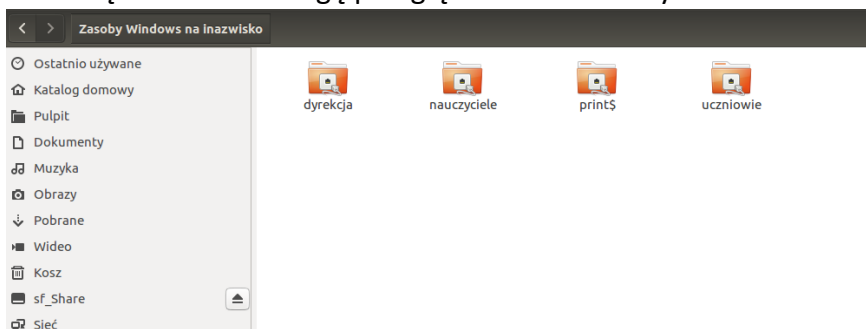 Zasoby Windows na inazwisko
Ostatnio używane
Katalog domowy
Pulpit
Dokumenty
Muzyka
Obrazy
Pobrane
Wideo
Kosz
sf_Share
Sieć
dyrekcja nauczyciele print$ uczniowie